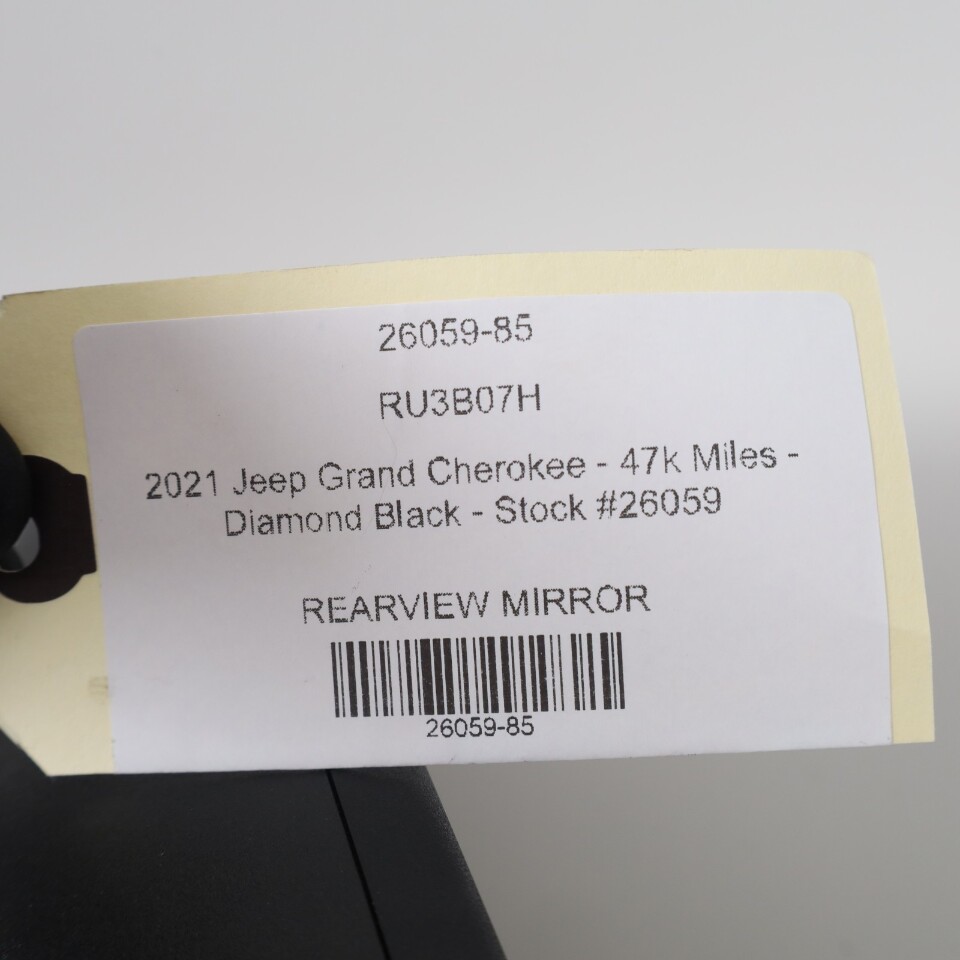 26059-85
RU3B07H
2021 Jeep Grand Cherokee - 47k Miles -
Diamond Black - Stock #26059
REARVIEW MIRROR
26059-85